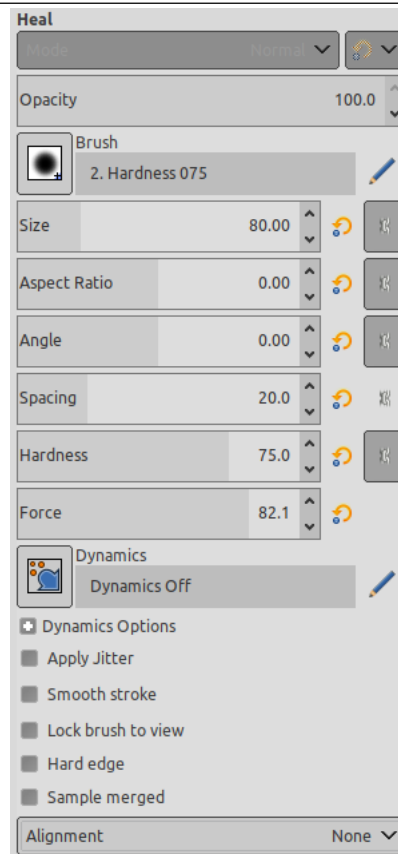 Heal
Mode Normal
Opacity 100.0
Brush
2. Hardness 075
Size 80.00
Aspect Ratio 0.00
Angle 0.00
Spacing 20.0
Hardness 75.0
Force 82.1
Dynamics
Dynamics Off
Dynamics Options
Apply Jitter
Smooth stroke
Lock brush to view
Hard edge
Sample merged
Alignment None